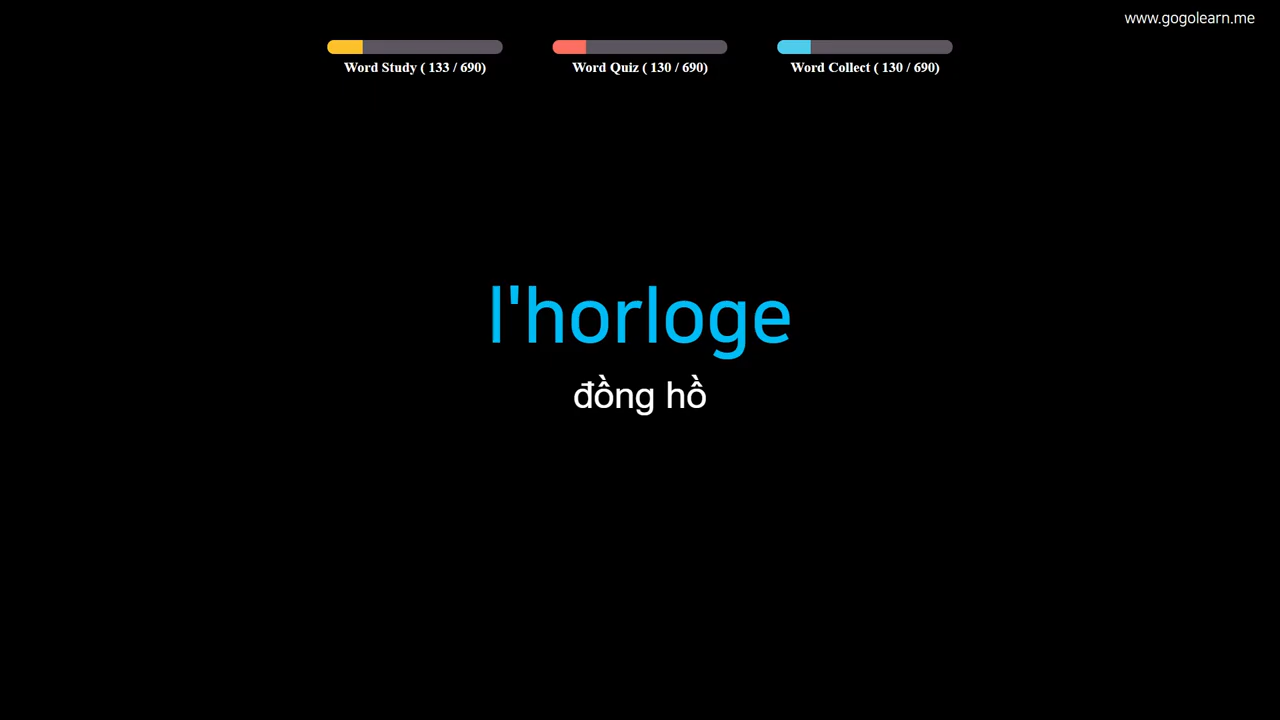 www.gogolearn.me
Word Study ( 133 / 690)
Word Quiz ( 130 / 690)
Word Collect ( 130 / 690)
l'horloge
đồng hồ